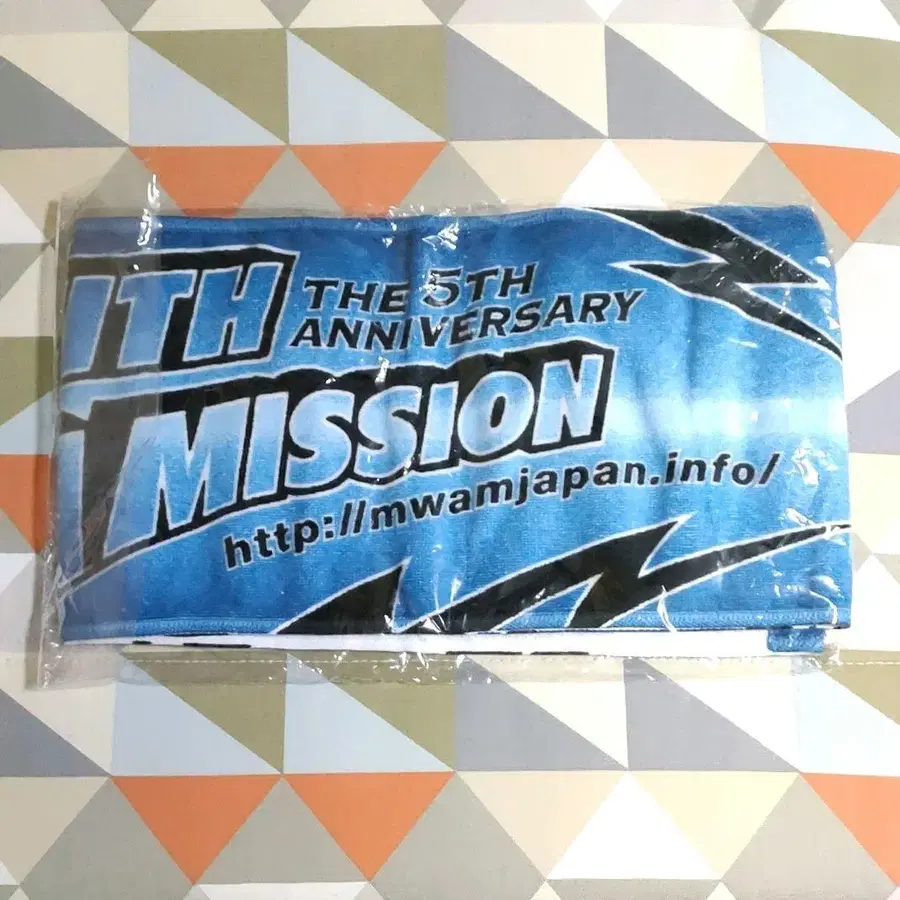 ITH
THE 5TH
ANNIVERSARY
MISSION
http://mwamjapan.info/